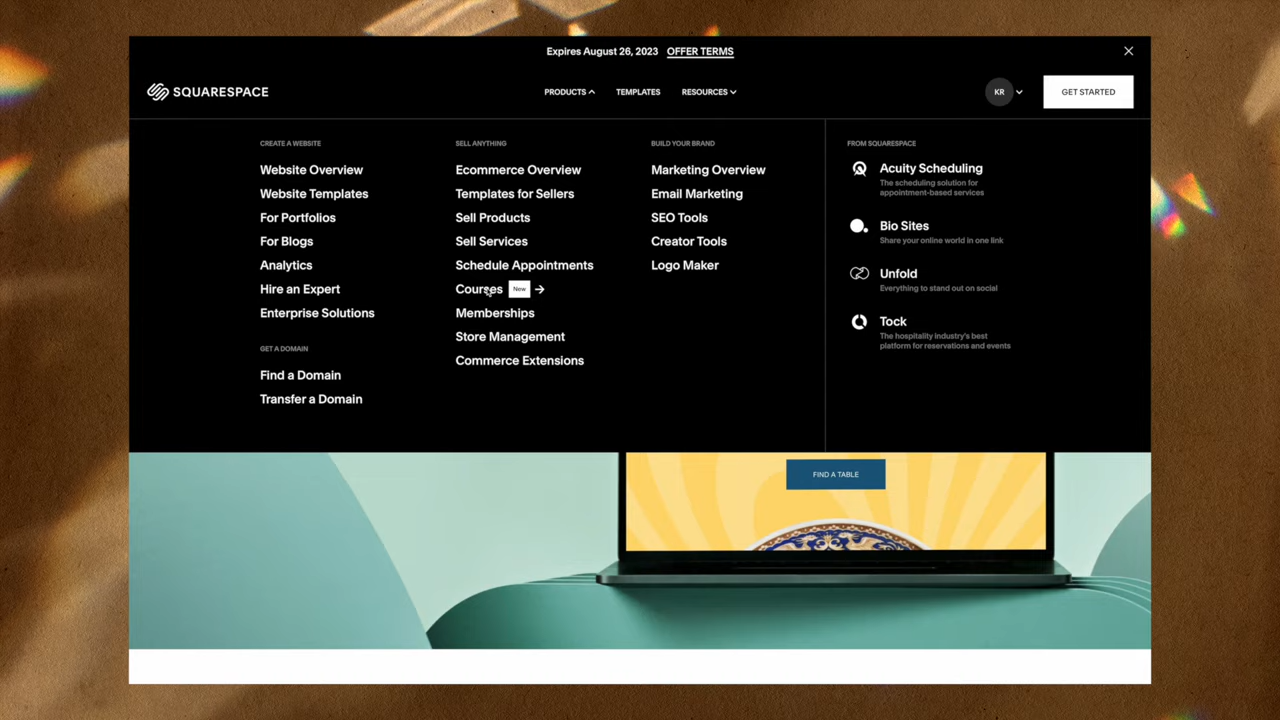 Expires August 26, 2023 OFFER TERMS
SQUARESPACE
PRODUCTS
TEMPLATES
RESOURCES
KR
GET STARTED
CREATE A WEBSITE
Website Overview
Website Templates
For Portfolios
For Blogs
Analytics
Hire an Expert
Enterprise Solutions
GET A DOMAIN
Find a Domain
Transfer a Domain
SELL ANYTHING
Ecommerce Overview
Templates for Sellers
Sell Products
Sell Services
Schedule Appointments
Courses New
Memberships
Store Management
Commerce Extensions
BUILD YOUR BRAND
Marketing Overview
Email Marketing
SEO Tools
Creator Tools
Logo Maker
FROM SQUARESPACE
Acuity Scheduling
The scheduling solution for
appointment-based services
Bio Sites
Share your online world in one link
Unfold
Everything to stand out on social
Tock
The hospitality industry's best
platform for reservations and events
FIND A TABLE